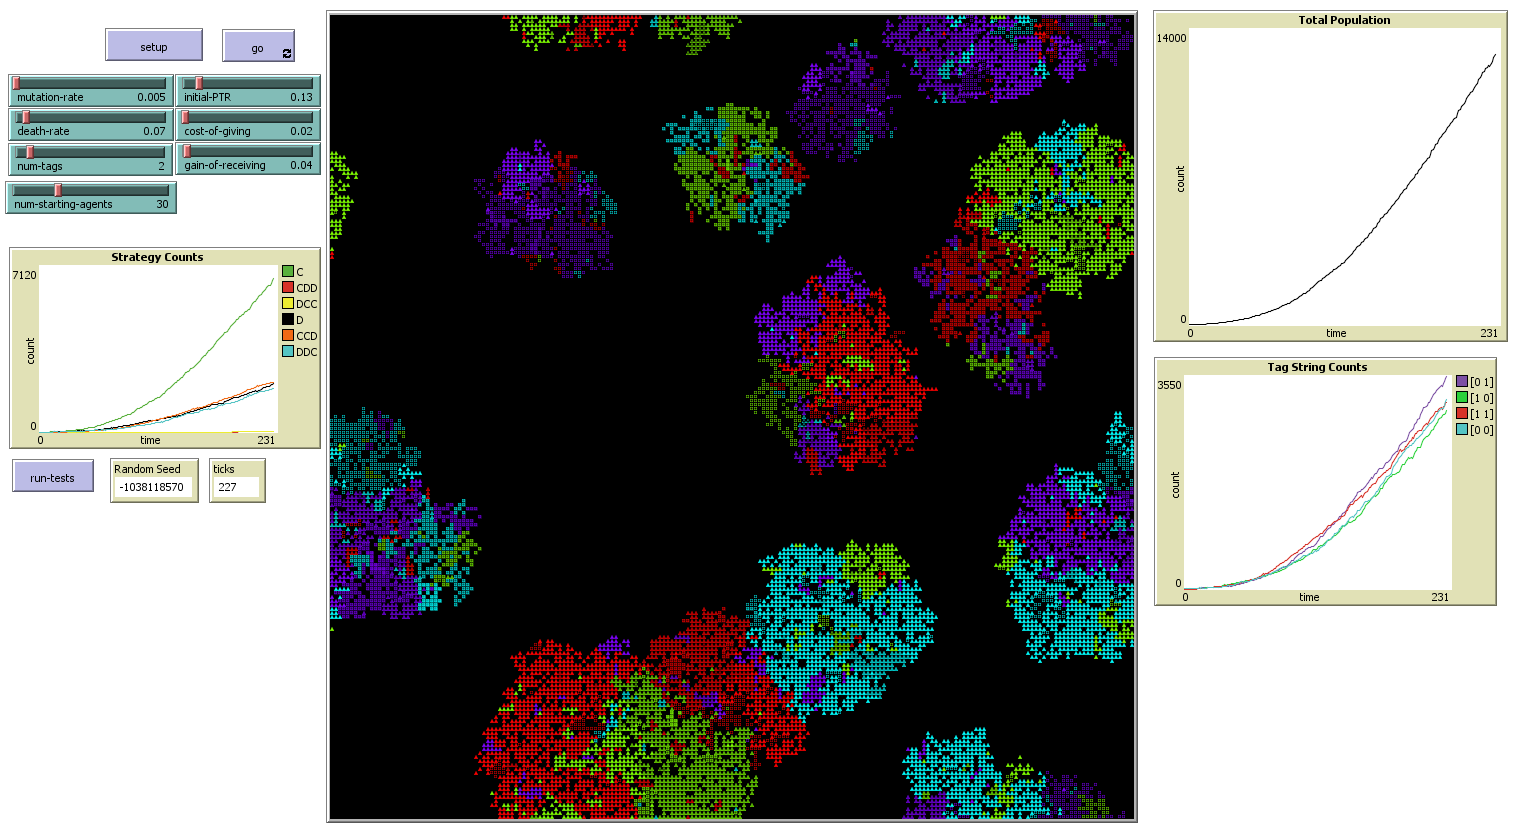 setup
go
mutation-rate 0.005
initial-PTR 0.13
death-rate 0.07
cost-of-giving 0.02
num-tags 2
gain-of-receiving 0.04
num-starting-agents 30
Strategy Counts
7120
count
0
0
time
231
C
CDD
DCC
D
CCD
DDC
run-tests
Random Seed
-1038118570
ticks
227
Total Population
14000
count
0
0
time
231
Tag String Counts
3550
count
0
0
time
231
[0 1]
[1 0]
[1 1]
[0 0]